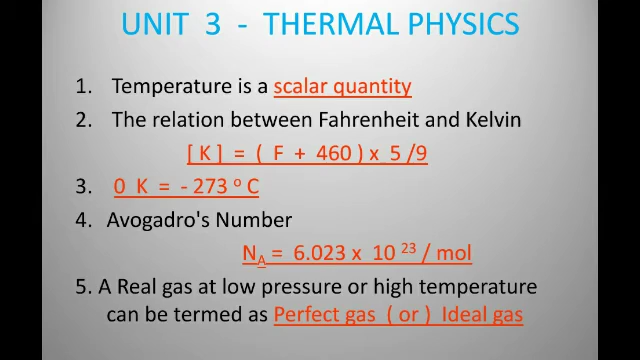 UNIT 3 - THERMAL PHYSICS
1. Temperature is a scalar quantity
2. The relation between Fahrenheit and Kelvin
[ K ] = ( F + 460 ) x 5 /9
3. 0 K = - 273 º C
4. Avogadro's Number
N_A = 6.023 x 10 ²³ / mol
5. A Real gas at low pressure or high temperature
can be termed as Perfect gas ( or ) Ideal gas